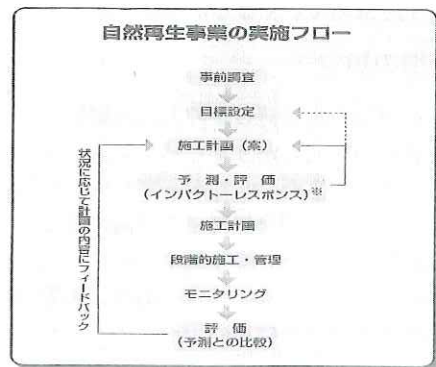 自然再生事業の実施フロー
事前調査
目標設定
施工計画（案）
予測・評価
(インパクトーレスポンス)※
施工計画
段階的施工・管理
モニタリング
評価
(予測との比較)
状況に応じて計画の内容にフィードバック